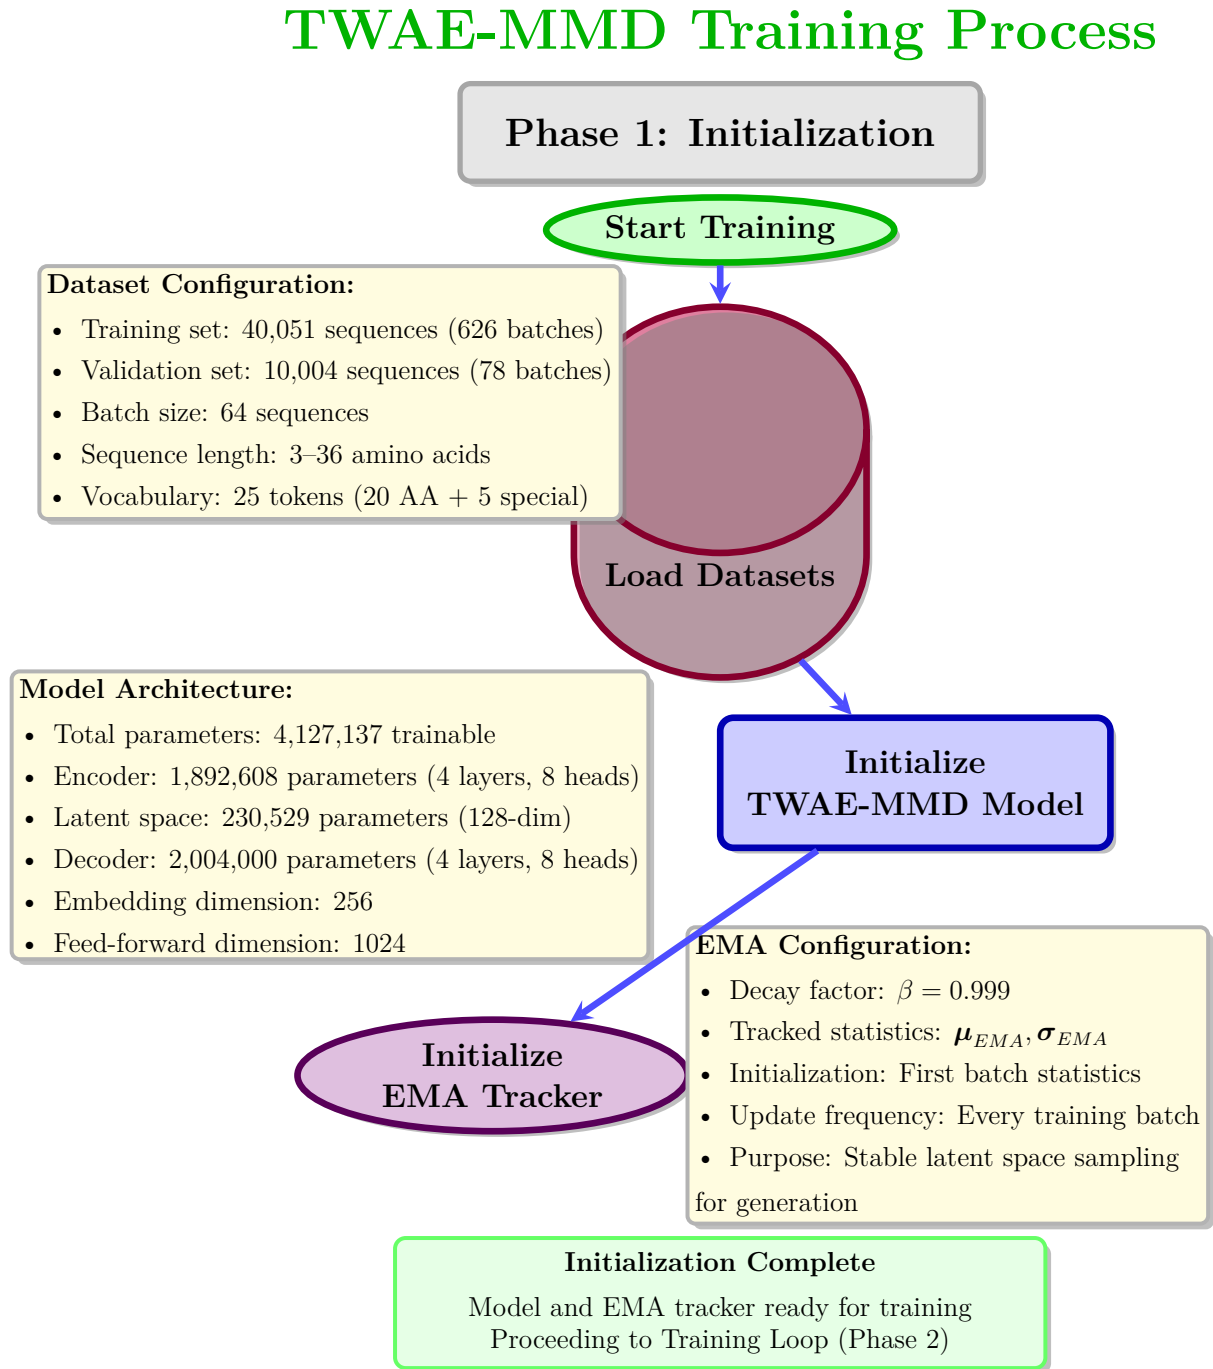 TWAE-MMD Training Process
Phase 1: Initialization
Start Training
Dataset Configuration:
• Training set: 40,051 sequences (626 batches)
• Validation set: 10,004 sequences (78 batches)
• Batch size: 64 sequences
• Sequence length: 3–36 amino acids
• Vocabulary: 25 tokens (20 AA + 5 special)
Load Datasets
Model Architecture:
• Total parameters: 4,127,137 trainable
• Encoder: 1,892,608 parameters (4 layers, 8 heads)
• Latent space: 230,529 parameters (128-dim)
• Decoder: 2,004,000 parameters (4 layers, 8 heads)
• Embedding dimension: 256
• Feed-forward dimension: 1024
Initialize
TWAE-MMD Model
EMA Configuration:
• Decay factor: β = 0.999
• Tracked statistics: μ_EMA, σ_EMA
• Initialization: First batch statistics
• Update frequency: Every training batch
• Purpose: Stable latent space sampling
for generation
Initialize
EMA Tracker
Initialization Complete
Model and EMA tracker ready for training
Proceeding to Training Loop (Phase 2)